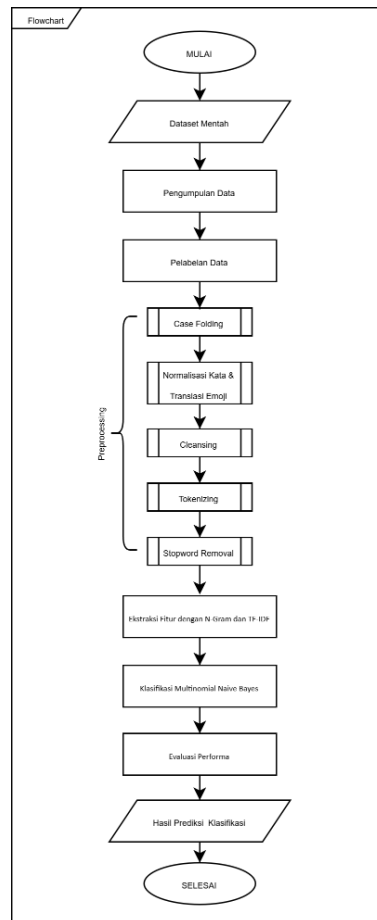 Flowchart
MULAI
Dataset Mentah
Pengumpulan Data
Pelabelan Data
Preprocessing
Case Folding
Normalisasi Kata &
Translasi Emoji
Cleansing
Tokenizing
Stopword Removal
Ekstraksi Fitur dengan N-Gram dan TF-IDF
Klasifikasi Multinomial Naive Bayes
Evaluasi Performa
Hasil Prediksi Klasifikasi
SELESAI